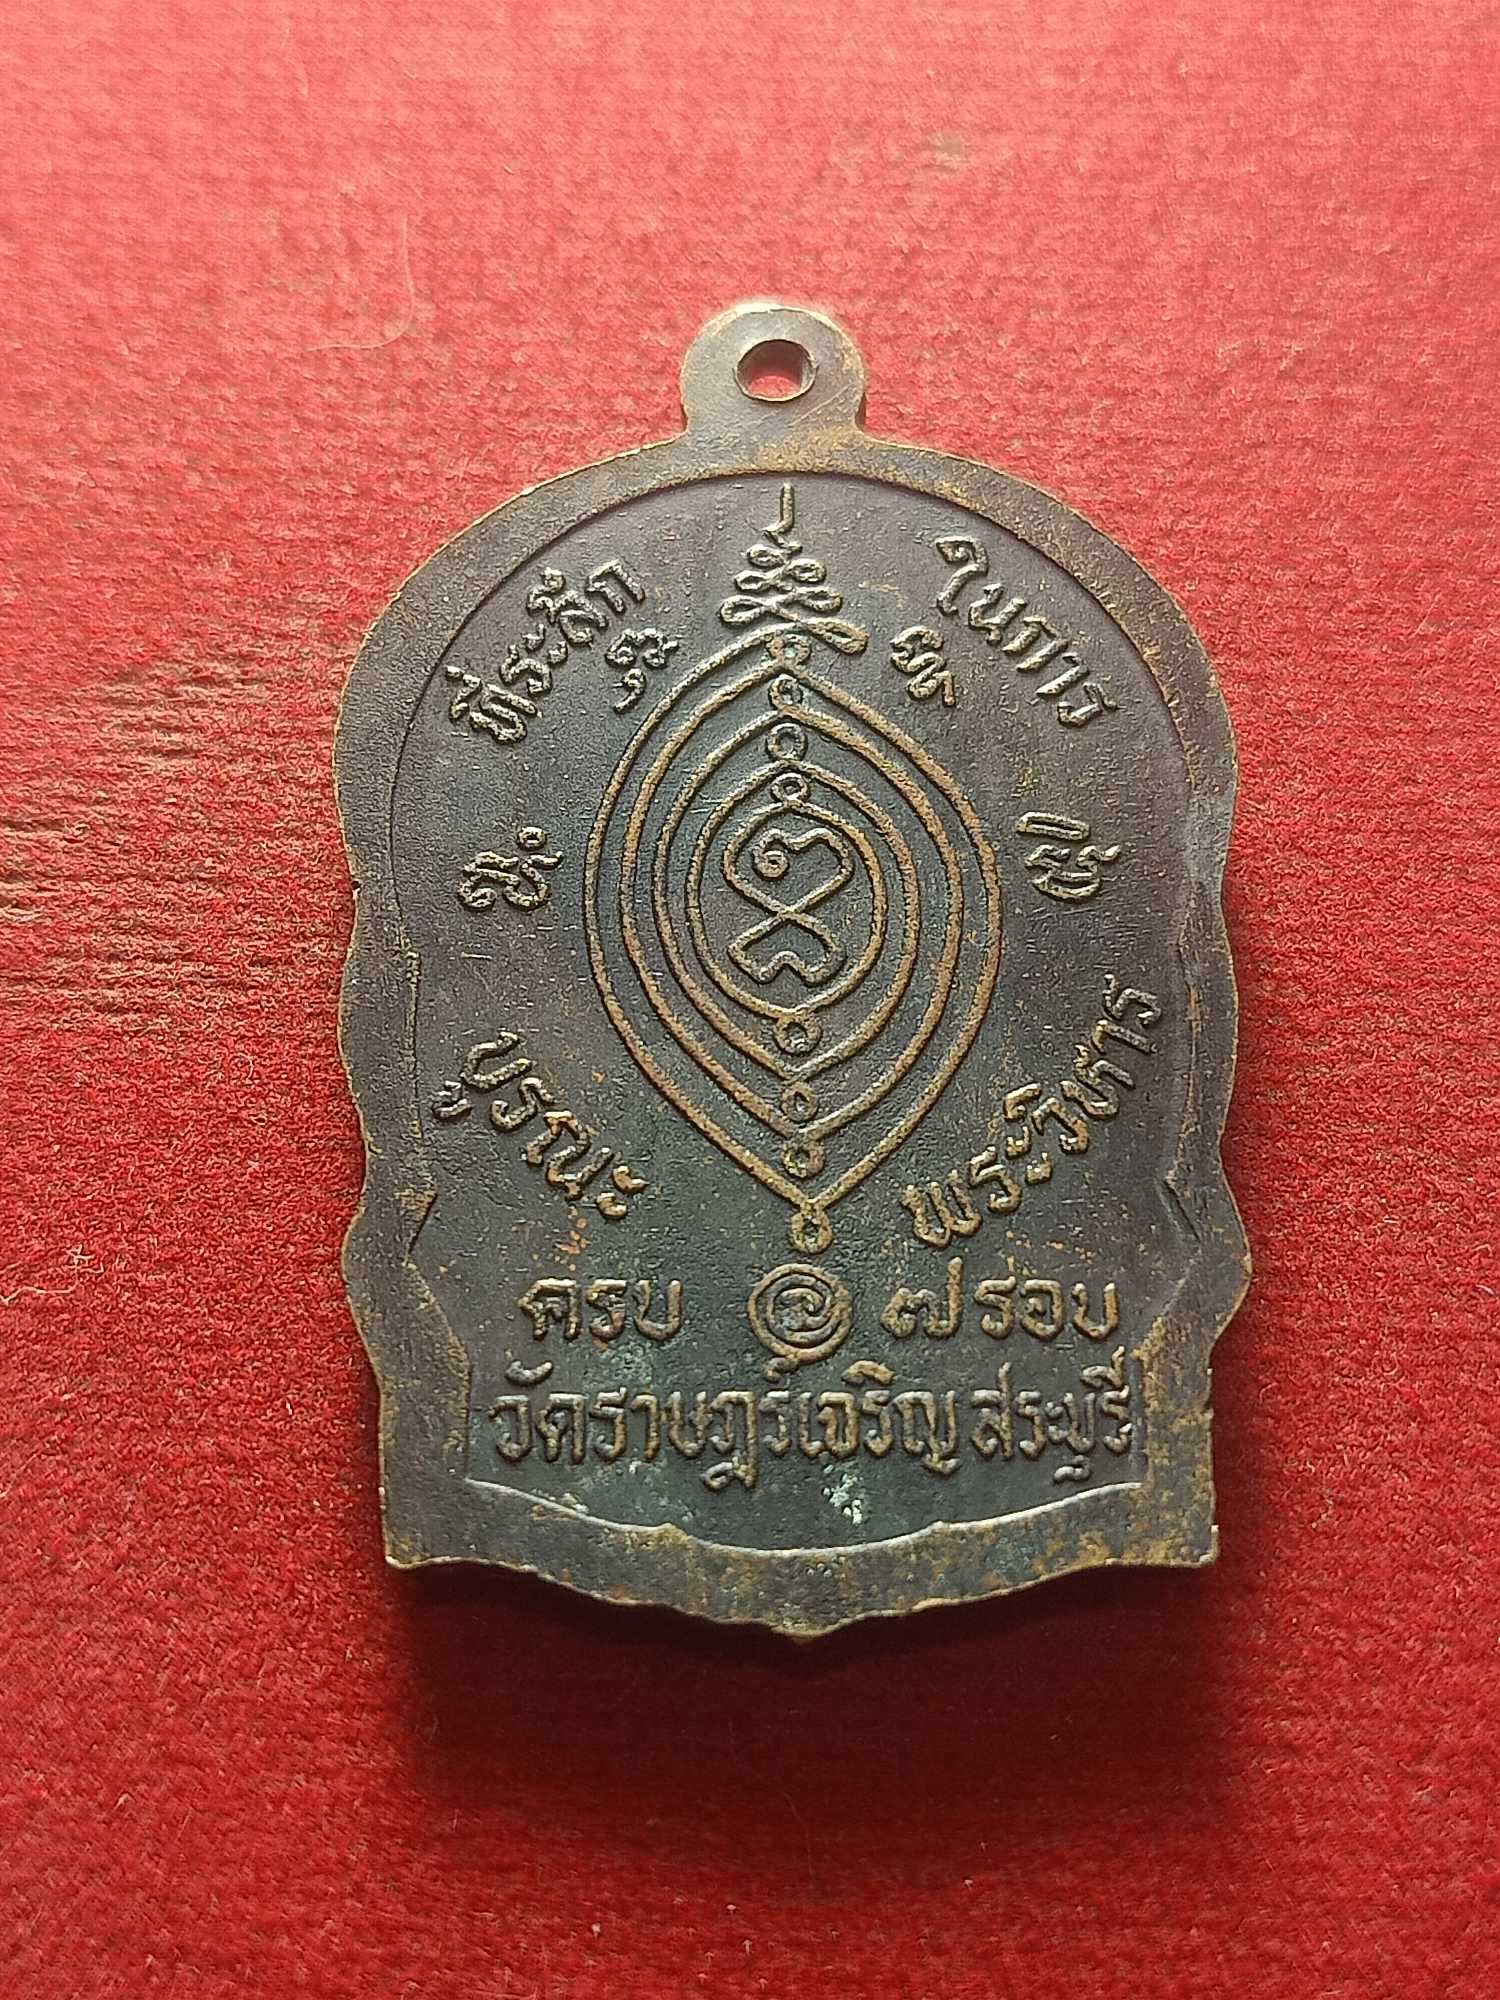 ที่ระลึก ในการ
บูรณะ พระวิหาร
ครบ ๗ รอบ
วัดราษฎร์เจริญ สระบุรี